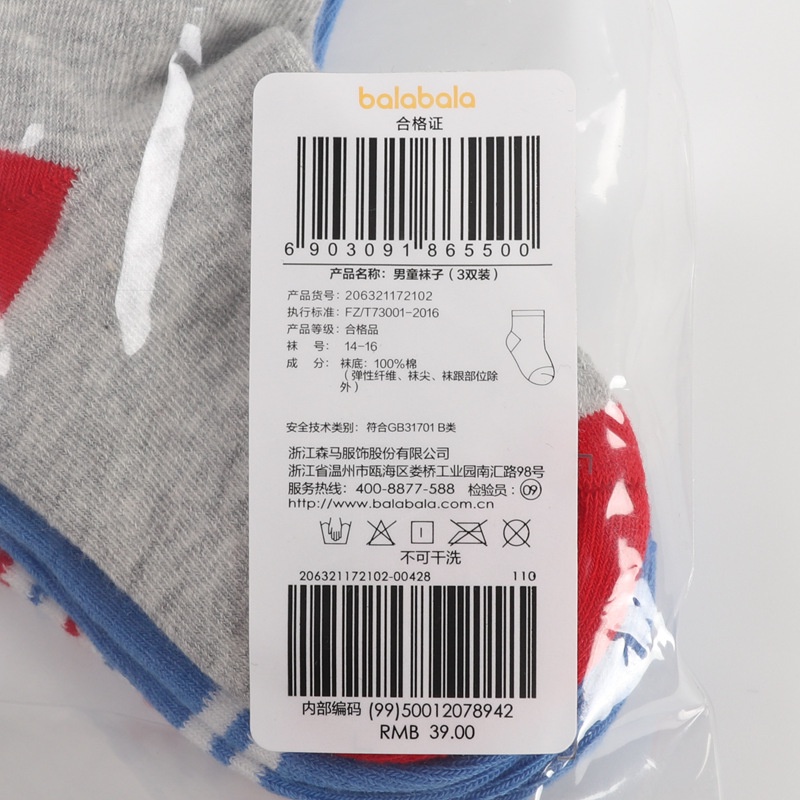 balabala
合格证
6 903091 865500
产品名称：男童袜子（3双装）
产品货号：206321172102
执行标准：FZ/T73001-2016
产品等级：合格品
袜 号： 14-16
成 分： 袜底：100%棉
（弹性纤维、袜尖、袜跟部位除
外）
安全技术类别： 符合GB31701 B类
浙江森马服饰股份有限公司
浙江省温州市瓯海区娄桥工业园南汇路98号
服务热线：400-8877-588 检验员：09
http://www.balabala.com.cn
不可干洗
206321172102-00428 110
内部编码 (99)50012078942
RMB 39.00